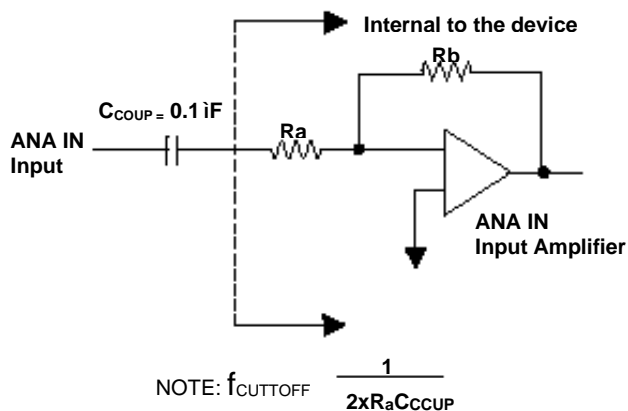 Internal to the device
Rb
CCOUP = 0.1 ìF
Ra
ANA IN
Input
ANA IN
Input Amplifier
NOTE: fCUTTOFF 1
2xRaCCCUP